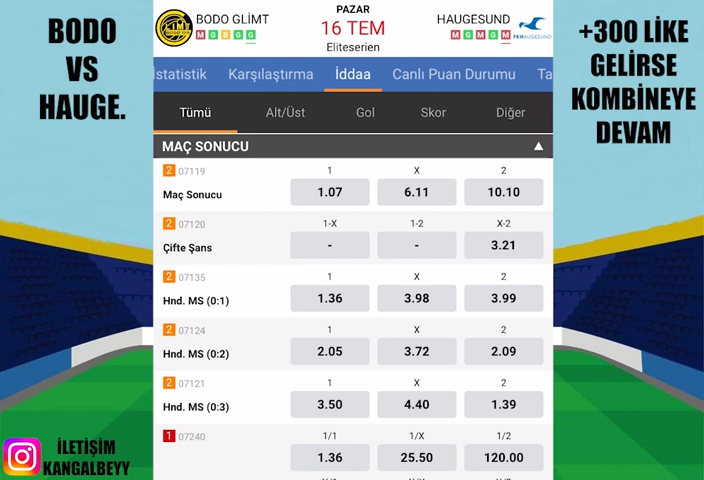 BODO
VS
HAUGE.
BODO GLIMT
M G B G G
PAZAR
16 TEM
Eliteserien
HAUGESUND
M G M G M
FKHAUGESUND
+300 LİKE
GELİRSE
KOMBİNEYE
DEVAM
istatistik Karşılaştırma İddaa Canlı Puan Durumu Ta
Tümü Alt/Üst Gol Skor Diğer
MAÇ SONUCU
2 07119 1 X 2
Maç Sonucu 1.07 6.11 10.10
2 07120 1-X 1-2 X-2
Çifte Şans - - 3.21
2 07135 1 X 2
Hnd. MS (0:1) 1.36 3.98 3.99
2 07124 1 X 2
Hnd. MS (0:2) 2.05 3.72 2.09
2 07121 1 X 2
Hnd. MS (0:3) 3.50 4.40 1.39
1 07240 1/1 1/X 1/2
1.36 25.50 120.00
İLETİŞİM
KANGALBEYY